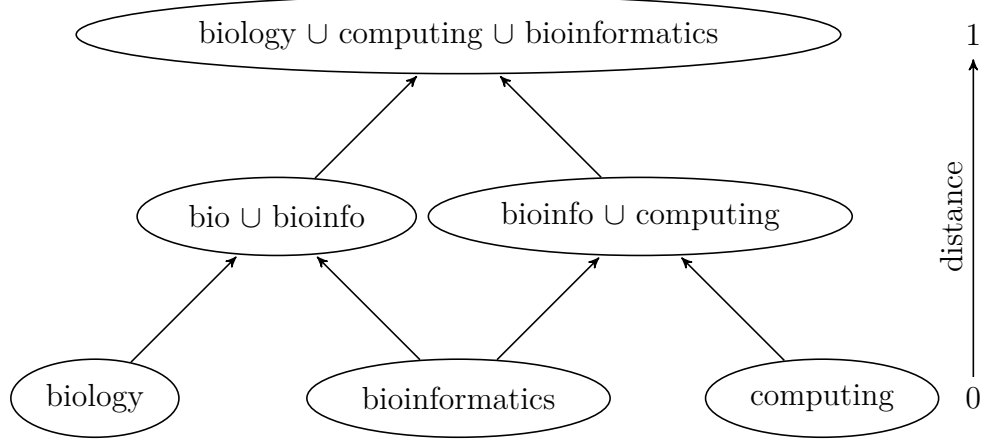 biology ∪ computing ∪ bioinformatics
1
bio ∪ bioinfo
bioinfo ∪ computing
distance
biology
bioinformatics
computing
0